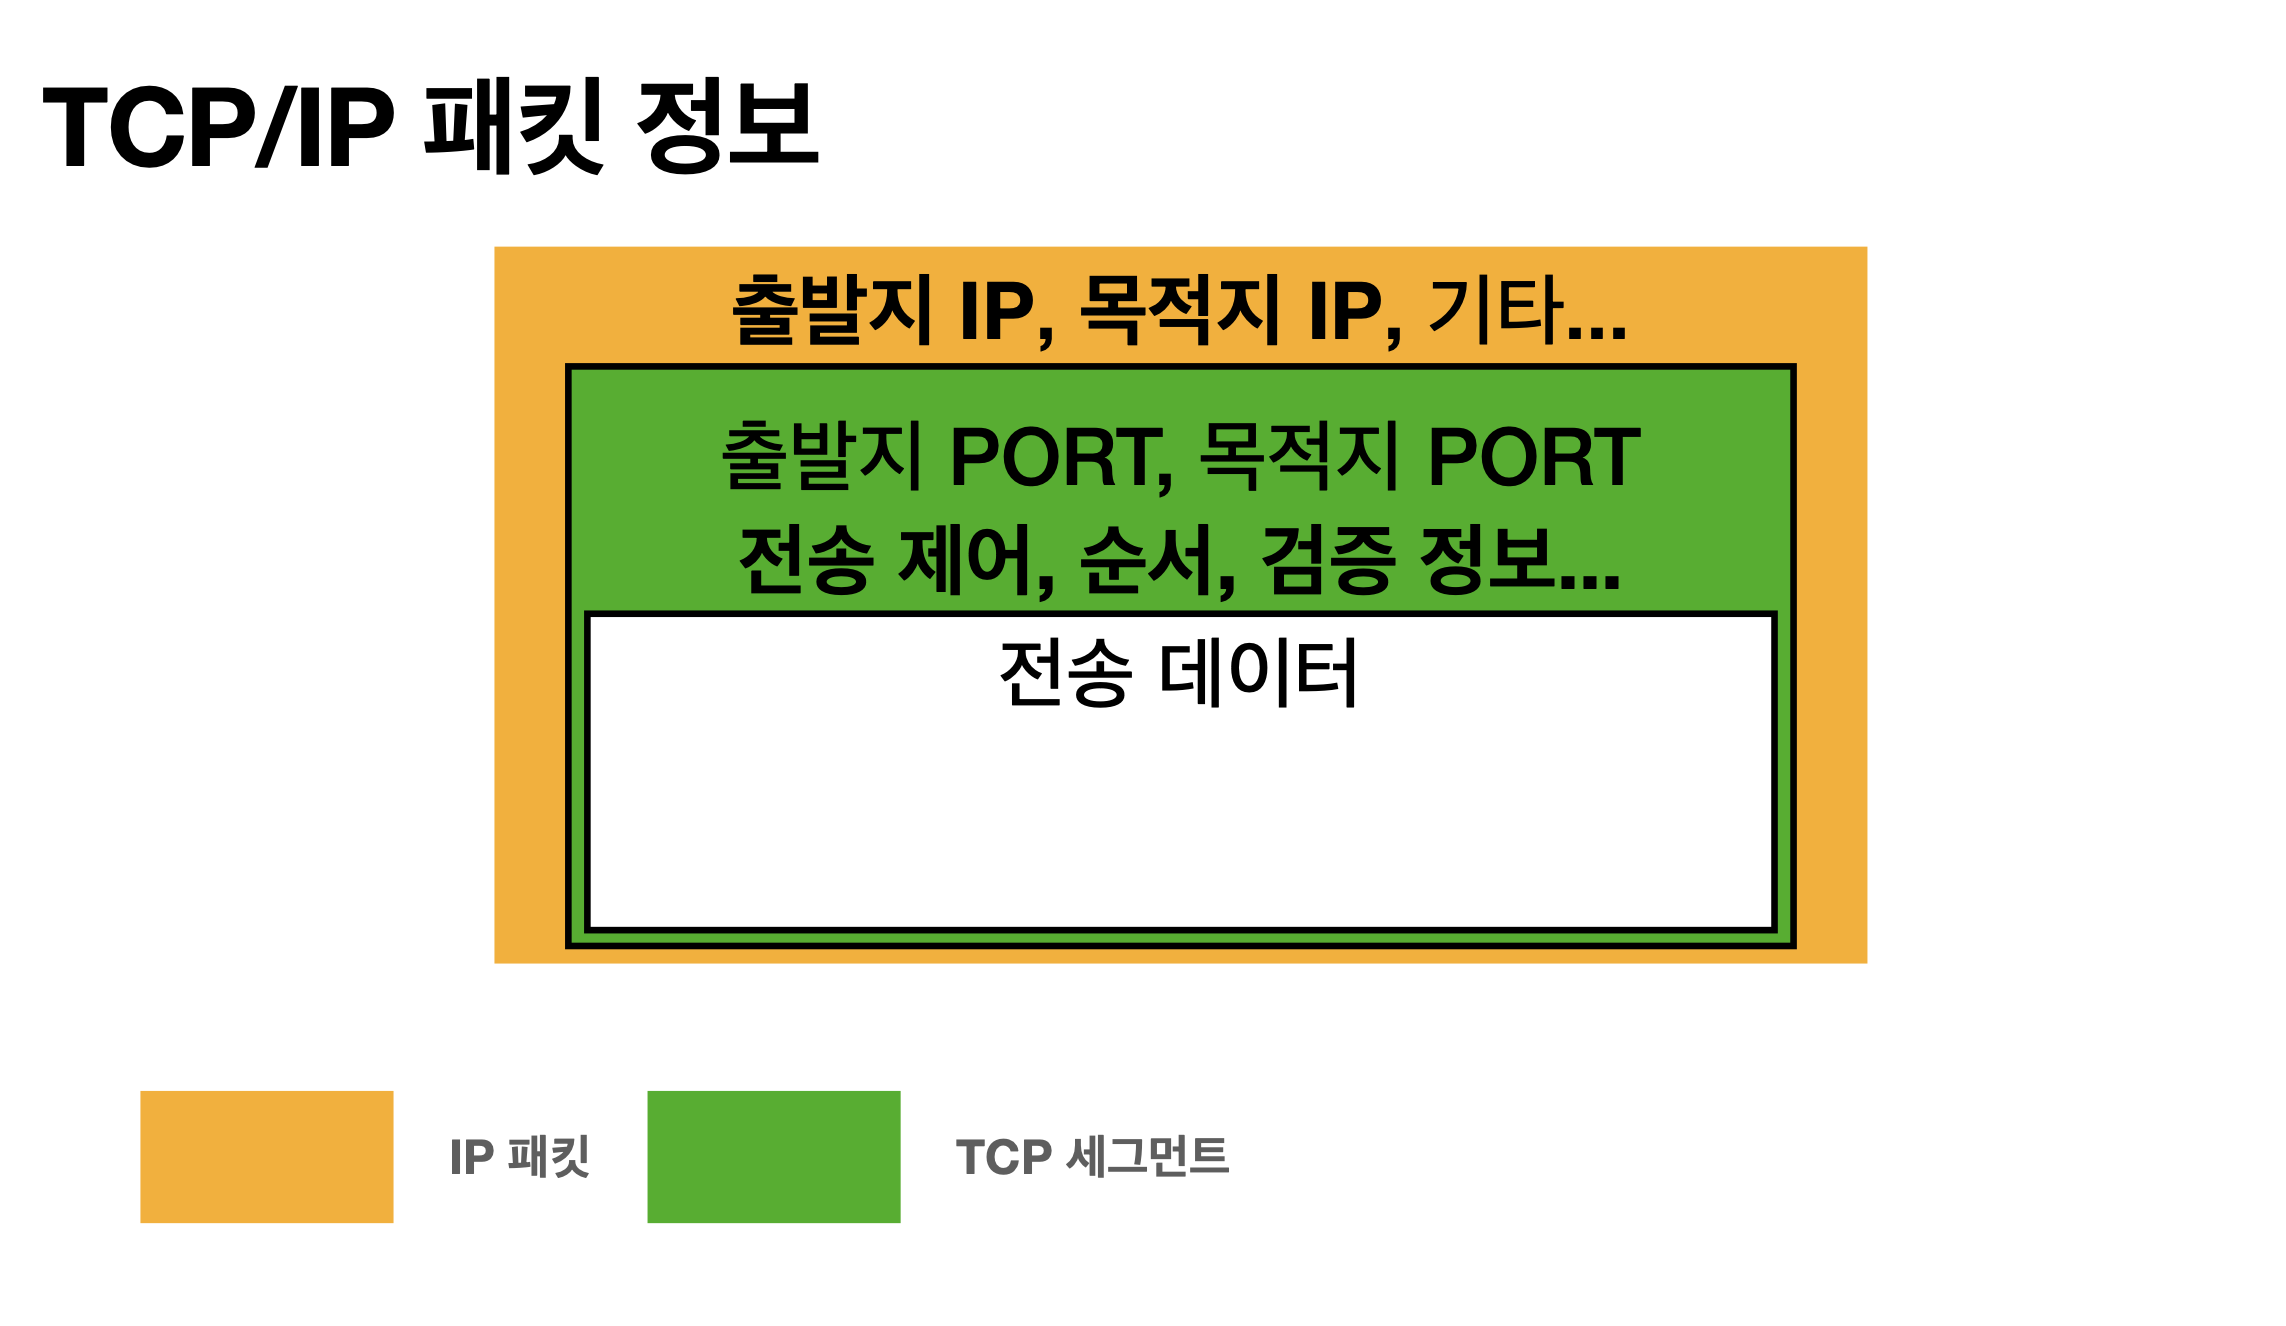 TCP/IP 패킷 정보
출발지 IP, 목적지 IP, 기타...
출발지 PORT, 목적지 PORT
전송 제어, 순서, 검증 정보...
전송 데이터
IP 패킷
TCP 세그먼트